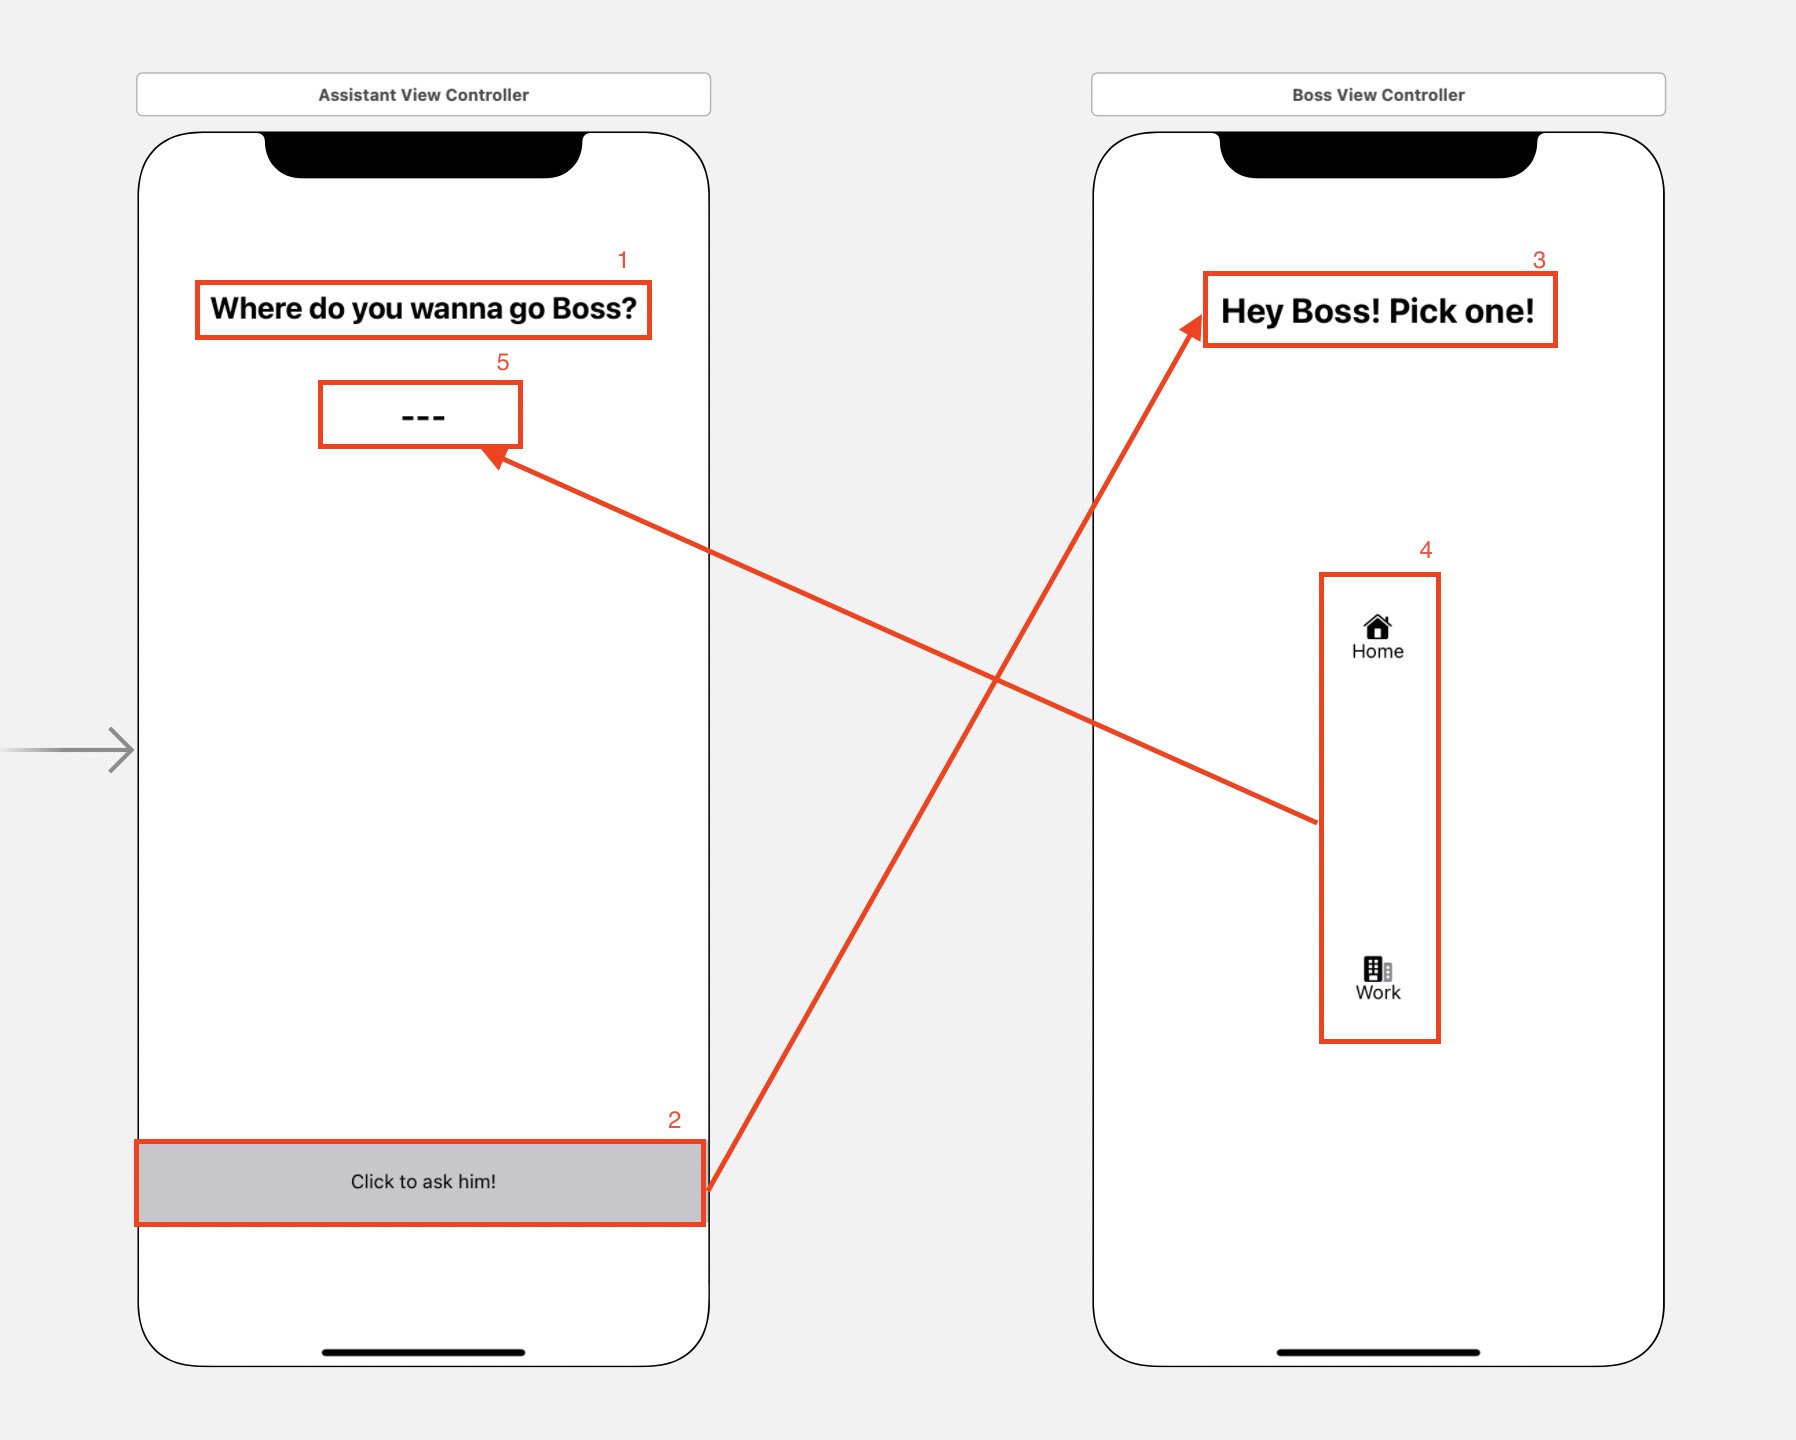 Assistant View Controller
1
Where do you wanna go Boss?
5
---
2
Click to ask him!
Boss View Controller
3
Hey Boss! Pick one!
4
Home
Work